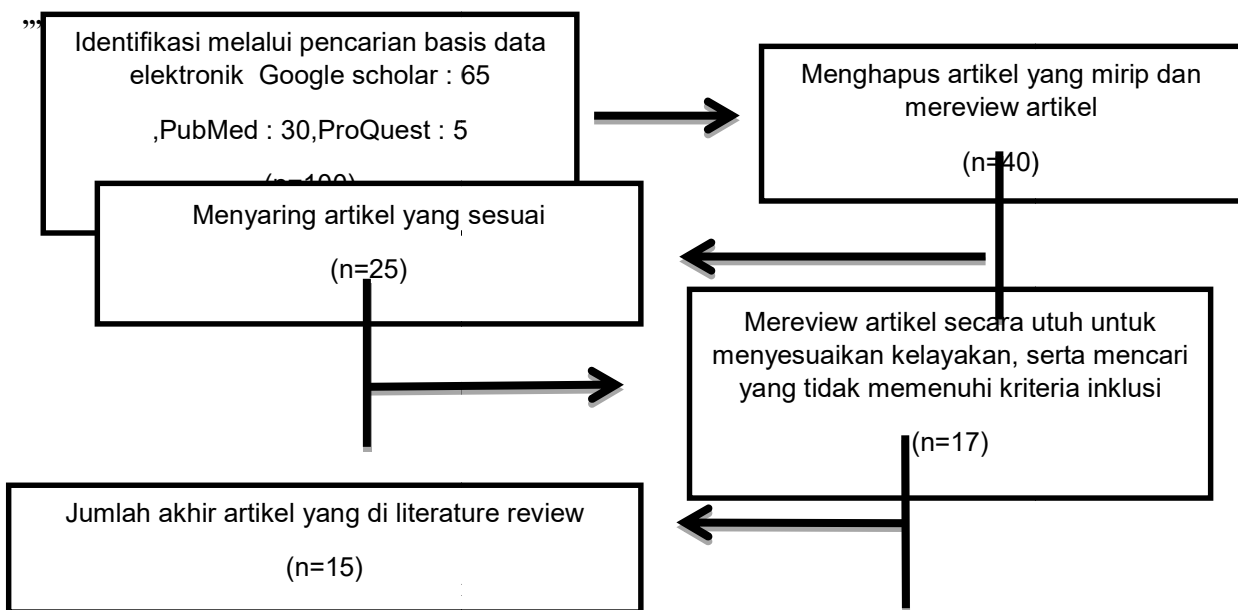 ””
Identifikasi melalui pencarian basis data
elektronik Google scholar : 65
,PubMed : 30,ProQuest : 5
(n=100)
Menghapus artikel yang mirip dan
mereview artikel
(n=40)
Menyaring artikel yang sesuai
(n=25)
Mereview artikel secara utuh untuk
menyesuaikan kelayakan, serta mencari
yang tidak memenuhi kriteria inklusi
(n=17)
Jumlah akhir artikel yang di literature review
(n=15)